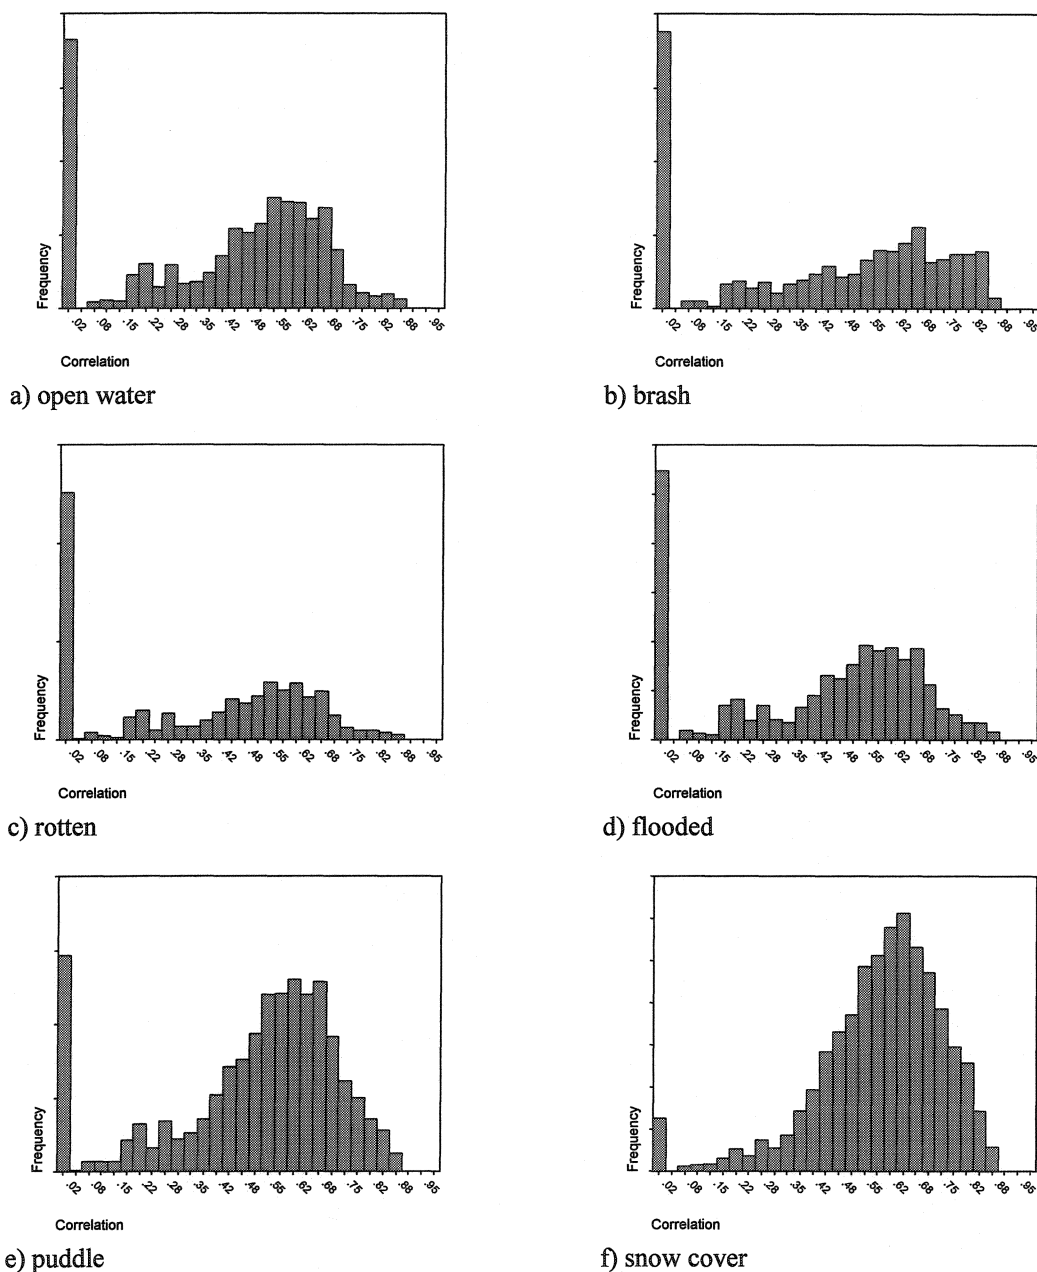 Frequency
.02 .08 .15 .22 .28 .35 .42 .48 .55 .62 .68 .75 .82 .88 .95
Correlation
a) open water
Frequency
.02 .08 .15 .22 .28 .35 .42 .48 .55 .62 .68 .75 .82 .88 .95
Correlation
b) brash
Frequency
.02 .08 .15 .22 .28 .35 .42 .48 .55 .62 .68 .75 .82 .88 .95
Correlation
c) rotten
Frequency
.02 .08 .15 .22 .28 .35 .42 .48 .55 .62 .68 .75 .82 .88 .95
Correlation
d) flooded
Frequency
.02 .08 .15 .22 .28 .35 .42 .48 .55 .62 .68 .75 .82 .88 .95
Correlation
e) puddle
Frequency
.02 .08 .15 .22 .28 .35 .42 .48 .55 .62 .68 .75 .82 .88 .95
Correlation
f) snow cover